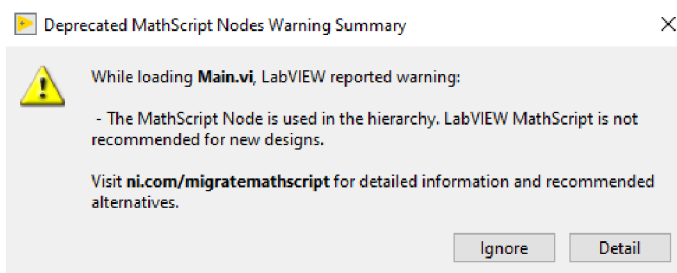 Deprecated MathScript Nodes Warning Summary
While loading Main.vi, LabVIEW reported warning:
- The MathScript Node is used in the hierarchy. LabVIEW MathScript is not
recommended for new designs.
Visit ni.com/migratemathscript for detailed information and recommended
alternatives.
Ignore
Detail